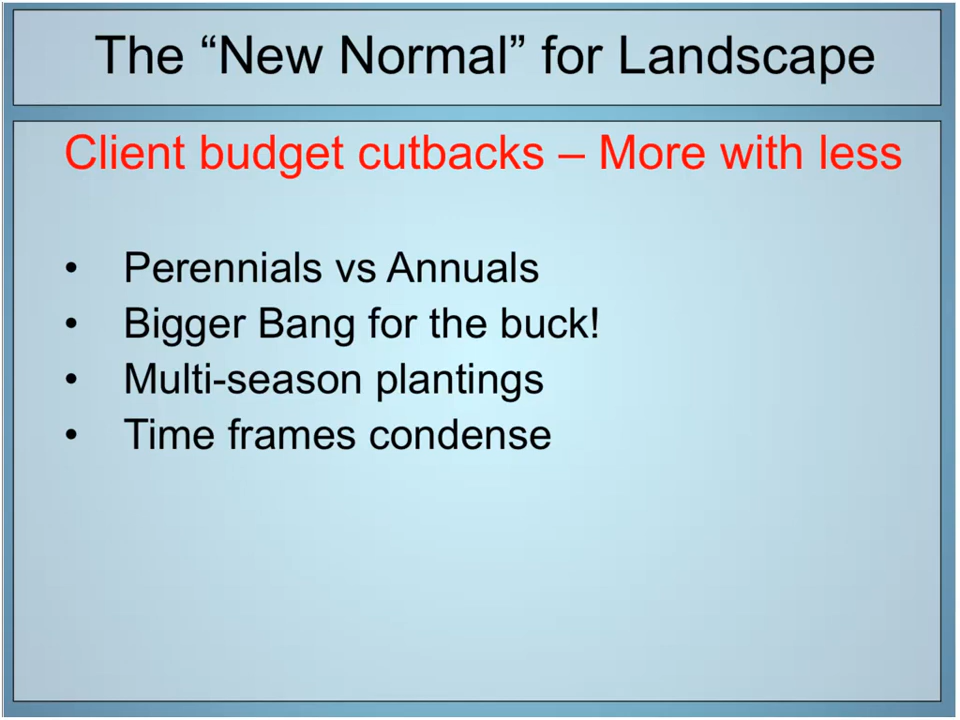 The “New Normal” for Landscape
Client budget cutbacks – More with less
• Perennials vs Annuals
• Bigger Bang for the buck!
• Multi-season plantings
• Time frames condense